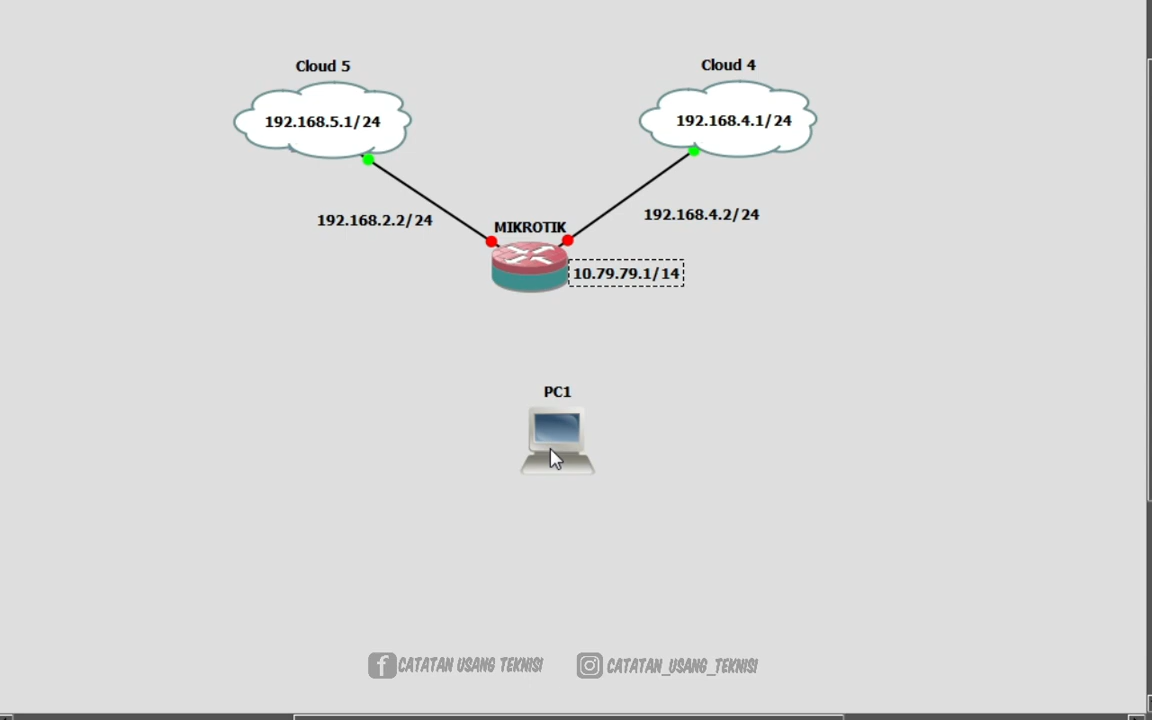 Cloud 5
Cloud 4
192.168.5.1/24
192.168.4.1/24
192.168.2.2/24
192.168.4.2/24
MIKROTIK
10.79.79.1/14
PC1
CATATAN USANG TEKNISI
CATATAN_USANG_TEKNISI